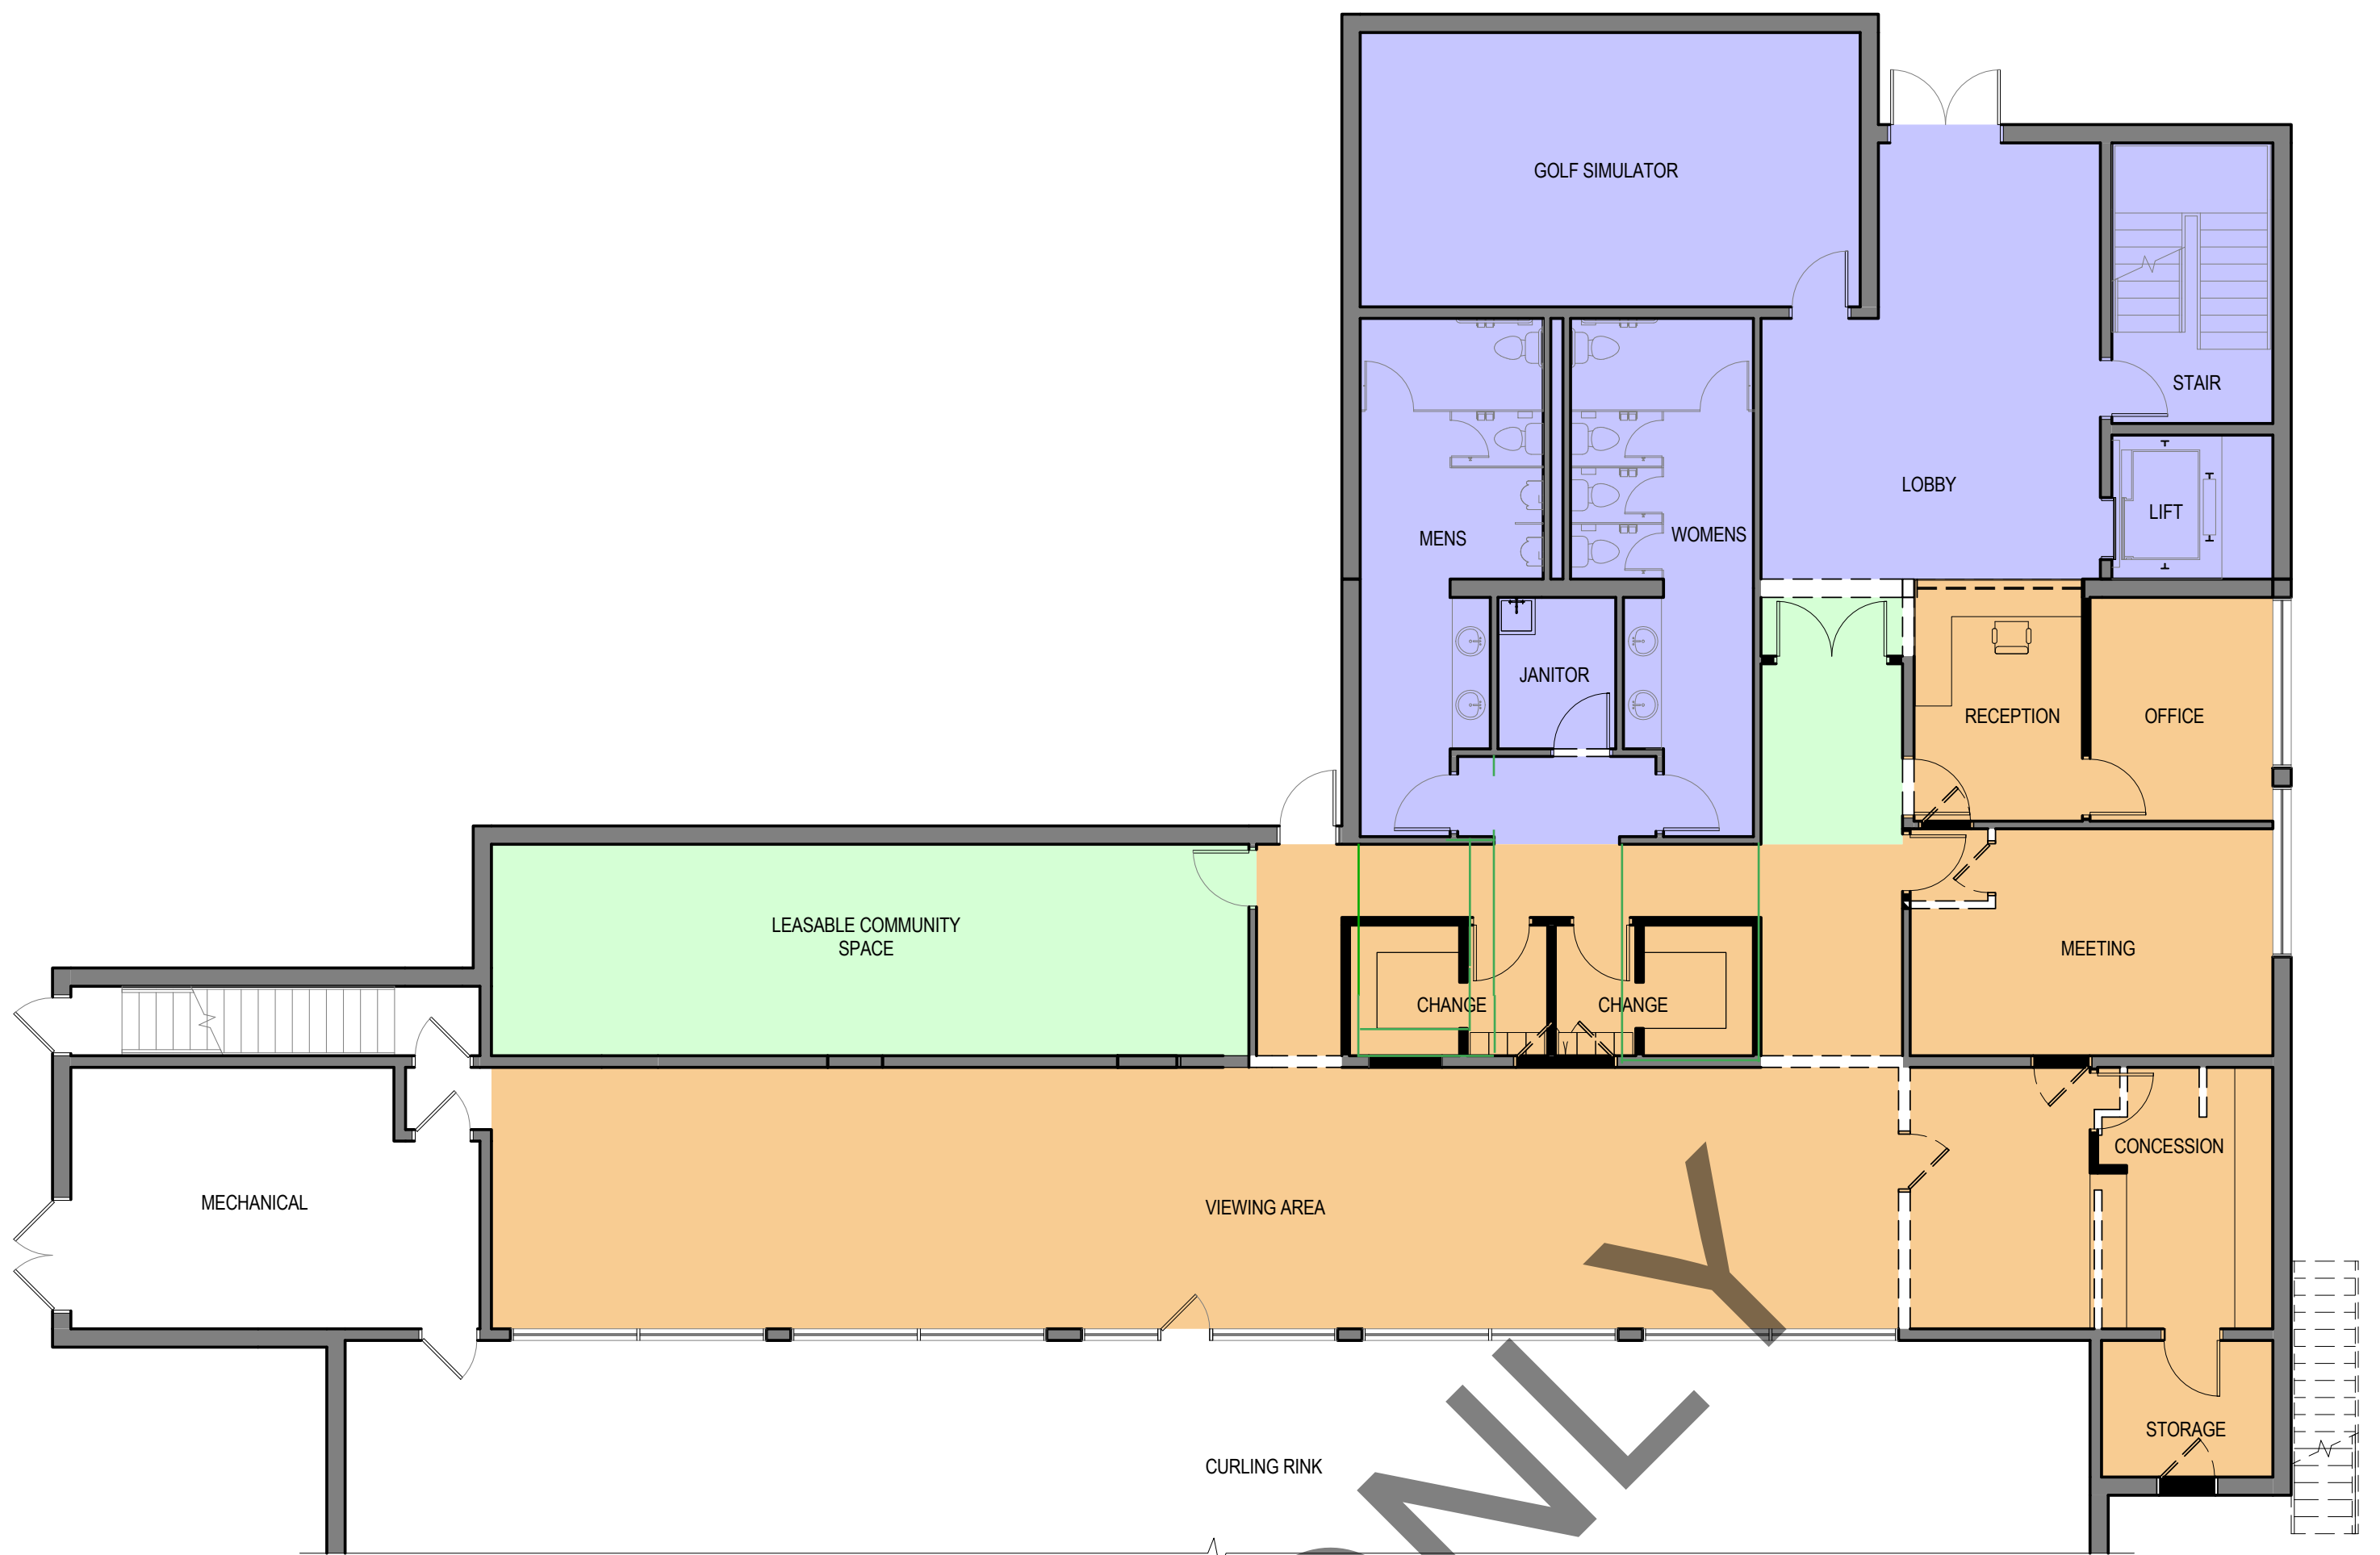 GOLF SIMULATOR
STAIR
LOBBY
LIFT
MENS
WOMENS
JANITOR
RECEPTION
OFFICE
LEASABLE COMMUNITY
SPACE
MEETING
CHANGE
CHANGE
CONCESSION
MECHANICAL
VIEWING AREA
STORAGE
CURLING RINK
NLY